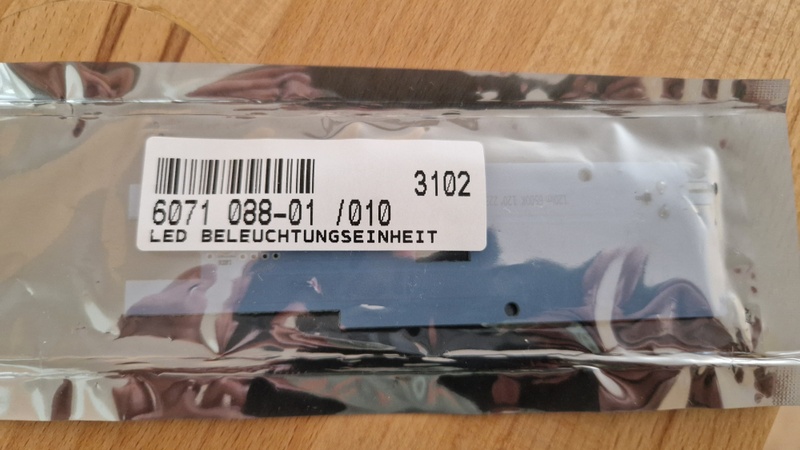 3102
6071 088-01 /010
LED BELEUCHTUNGSEINHEIT